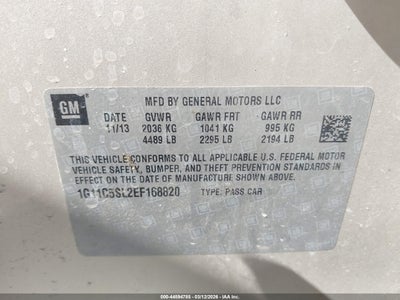 GM
MFD BY GENERAL MOTORS LLC
DATE GVWR GAWR FRT GAWR RR
11/13 2036 KG 1041 KG 995 KG
4489 LB 2295 LB 2194 LB
THIS VEHICLE CONFORMS TO ALL APPLICABLE U.S. FEDERAL MOTOR
VEHICLE SAFETY, BUMPER, AND THEFT PREVENTION STANDARDS IN
EFFECT ON THE DATE OF MANUFACTURE SHOWN ABOVE.
1G11C5SL2EF168820 TYPE: PASS CAR
000-44694785 - 03/12/2026 - COPART